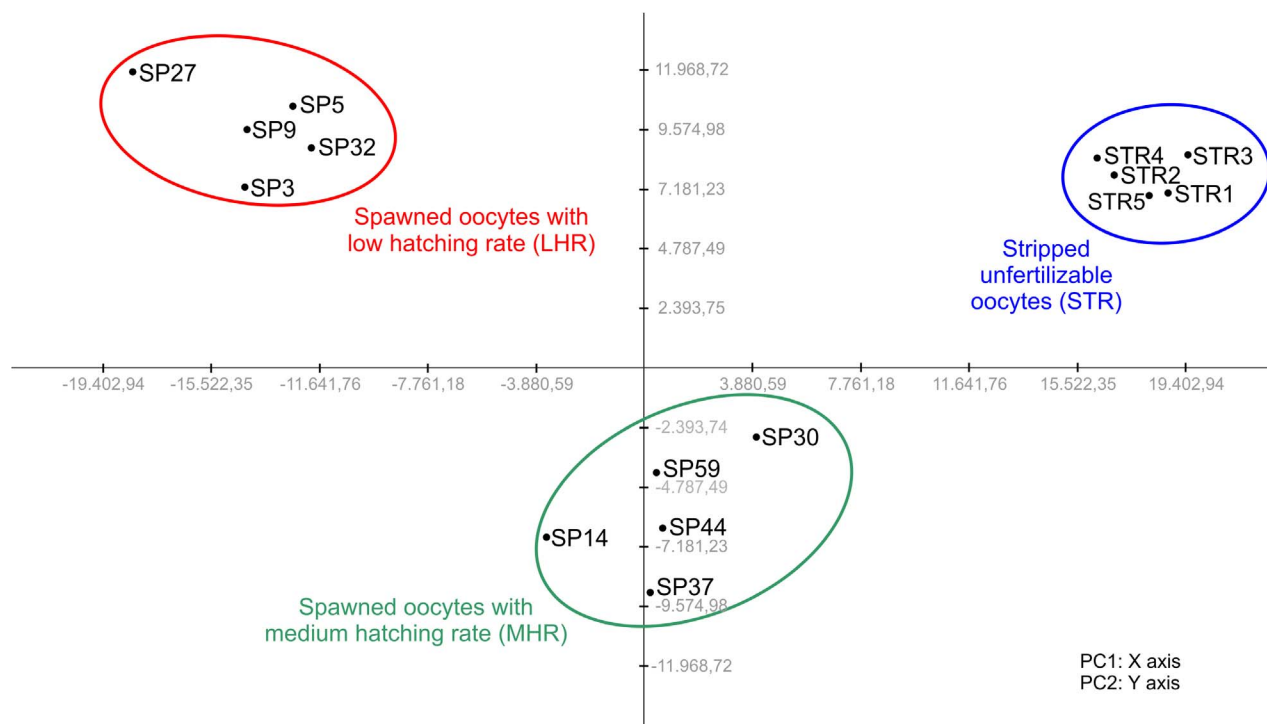 SP27
SP5
SP9
SP32
SP3
Spawned oocytes with
low hatching rate (LHR)
11.968,72
9.574,98
7.181,23
4.787,49
2.393,75
STR4
STR3
STR2
STR5
STR1
Stripped
unfertilizable
oocytes (STR)
-19.402,94
-15.522,35
-11.641,76
-7.761,18
-3.880,59
3.880,59
7.761,18
11.641,76
15.522,35
19.402,94
-2.393,74
SP30
SP59
-4.787,49
SP44
SP14
-7.181,23
SP37
-9.574,98
Spawned oocytes with
medium hatching rate (MHR)
-11.968,72
PC1: X axis
PC2: Y axis